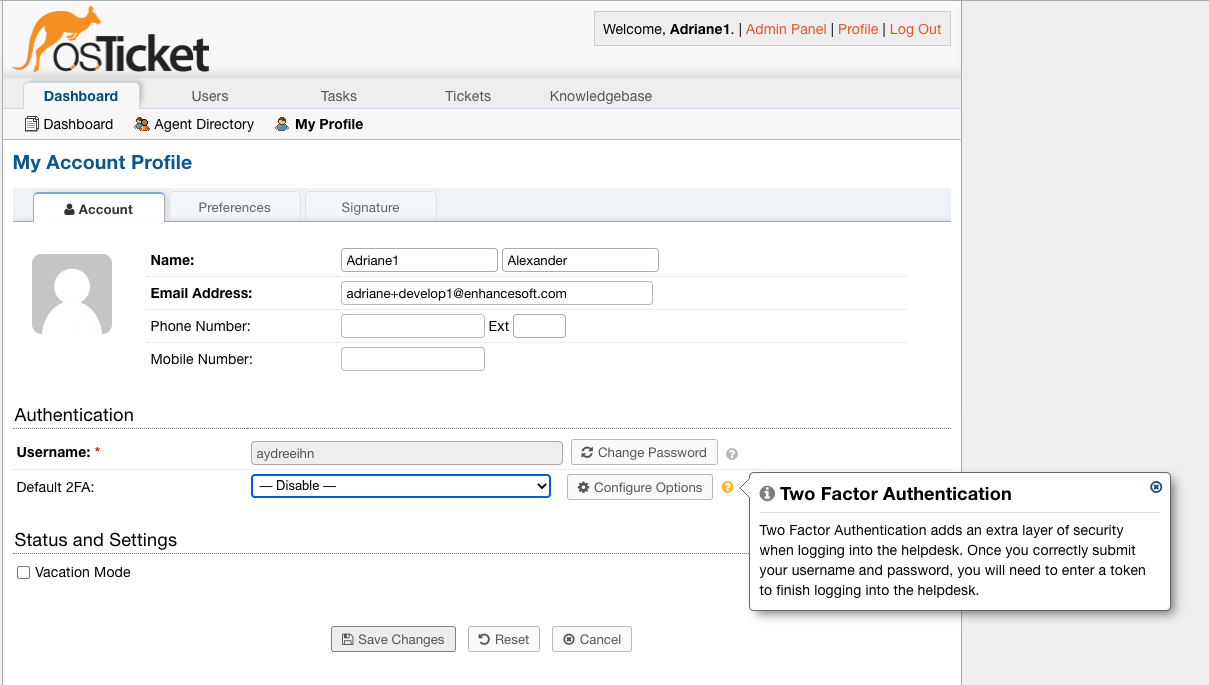 osTicket
Welcome, Adriane1. | Admin Panel | Profile | Log Out
Dashboard Users Tasks Tickets Knowledgebase
Dashboard Agent Directory My Profile
My Account Profile
Account Preferences Signature
Name: Adriane1 Alexander
Email Address: adriane+develop1@enhancesoft.com
Phone Number: Ext
Mobile Number:
Authentication
Username: * aydreeihn Change Password ?
Default 2FA: — Disable — Configure Options ?
Two Factor Authentication
Two Factor Authentication adds an extra layer of security
when logging into the helpdesk. Once you correctly submit
your username and password, you will need to enter a token
to finish logging into the helpdesk.
Status and Settings
Vacation Mode
Save Changes Reset Cancel